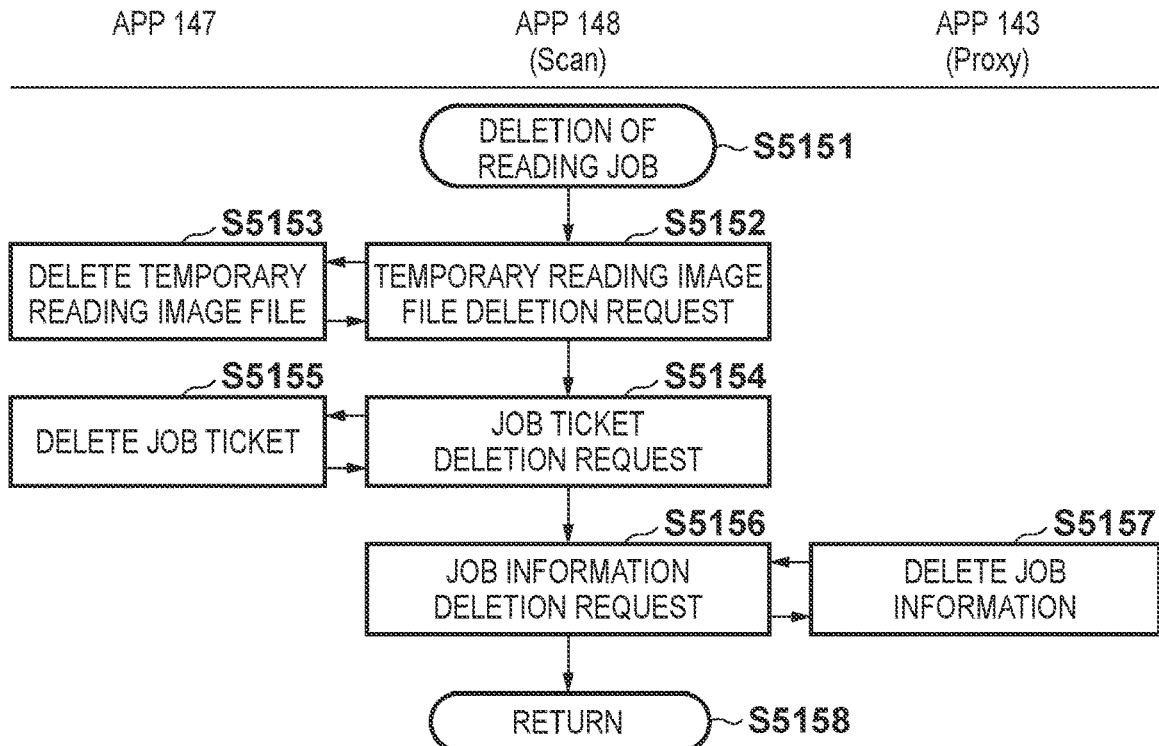 APP 147
APP 148
(Scan)
APP 143
(Proxy)
DELETION OF
READING JOB
S5151
S5153
DELETE TEMPORARY
READING IMAGE FILE
S5152
TEMPORARY READING IMAGE
FILE DELETION REQUEST
S5155
DELETE JOB TICKET
S5154
JOB TICKET
DELETION REQUEST
S5156
JOB INFORMATION
DELETION REQUEST
S5157
DELETE JOB
INFORMATION
RETURN
S5158